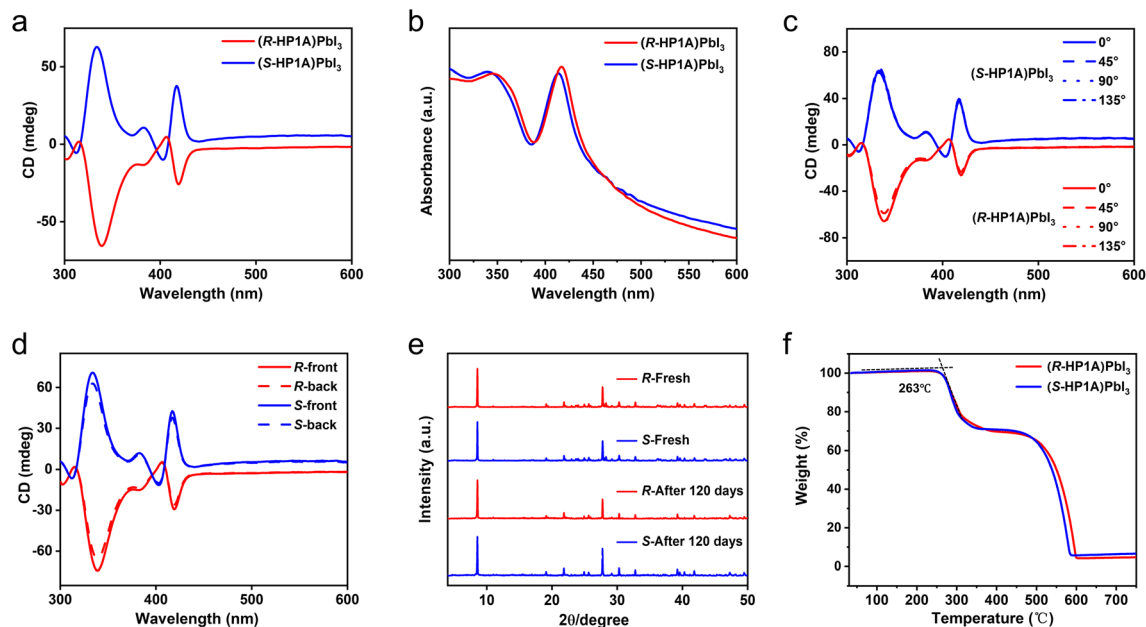 a
(R-HP1A)PbI₃
(S-HP1A)PbI₃
50
0
-50
CD (mdeg)
300 400 500 600
Wavelength (nm)
b
(R-HP1A)PbI₃
(S-HP1A)PbI₃
Absorbance (a.u.)
300 350 400 450 500 550 600
Wavelength (nm)
c
0°
45°
90°
135°
(S-HP1A)PbI₃
0°
45°
90°
135°
(R-HP1A)PbI₃
80
40
0
-40
-80
CD (mdeg)
300 400 500 600
Wavelength (nm)
d
R-front
R-back
S-front
S-back
60
30
0
-30
-60
CD (mdeg)
300 400 500 600
Wavelength (nm)
e
R-Fresh
S-Fresh
R-After 120 days
S-After 120 days
Intensity (a.u.)
10 20 30 40 50
2θ/degree
f
(R-HP1A)PbI₃
(S-HP1A)PbI₃
263℃
100
80
60
40
20
0
Weight (%)
100 200 300 400 500 600 700
Temperature (℃)